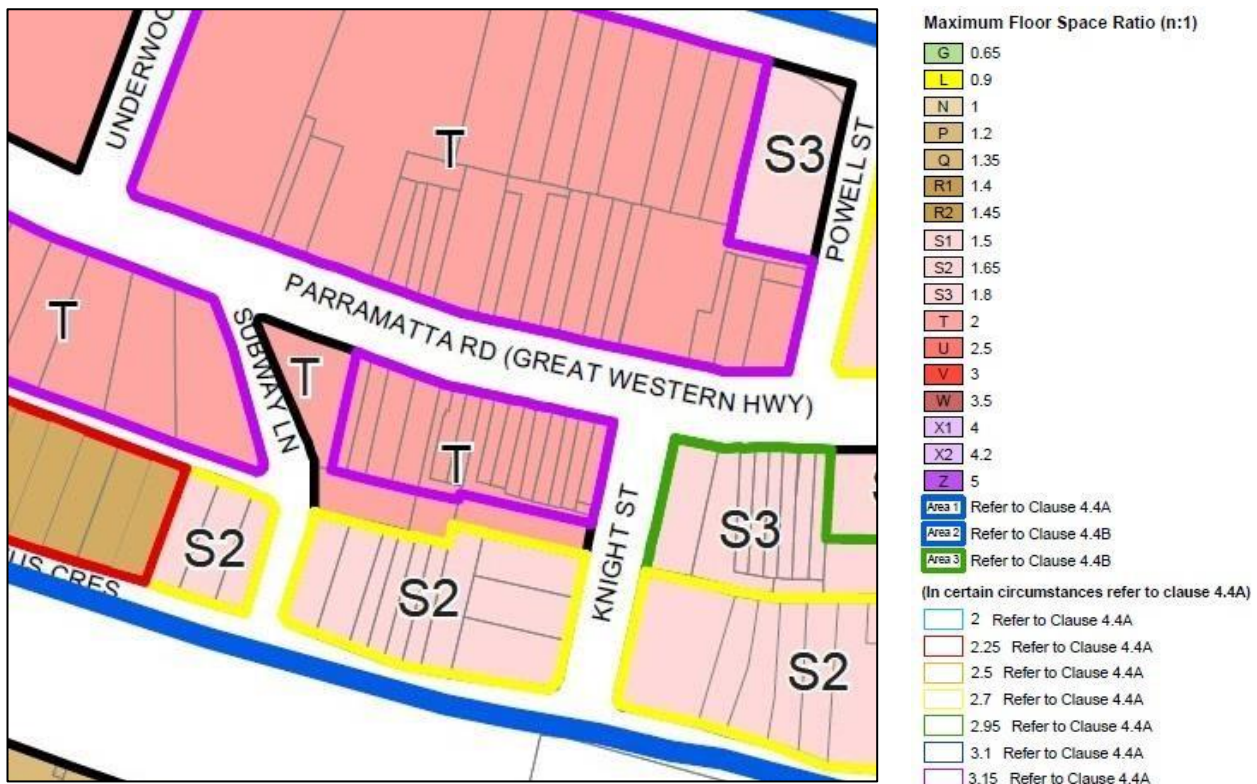 UNDERWO
T
S3
POWELL ST
PARRAMATTA RD (GREAT WESTERN HWY)
T
SUBWAY LN
T
T
S3
S2
KNIGHT ST
US CRES
S2
S2
Maximum Floor Space Ratio (n:1)
G 0.65
L 0.9
N 1
P 1.2
Q 1.35
R1 1.4
R2 1.45
S1 1.5
S2 1.65
S3 1.8
T 2
U 2.5
V 3
W 3.5
X1 4
X2 4.2
Z 5
Area 1 Refer to Clause 4.4A
Area 2 Refer to Clause 4.4B
Area 3 Refer to Clause 4.4B
(In certain circumstances refer to clause 4.4A)
2 Refer to Clause 4.4A
2.25 Refer to Clause 4.4A
2.5 Refer to Clause 4.4A
2.7 Refer to Clause 4.4A
2.95 Refer to Clause 4.4A
3.1 Refer to Clause 4.4A
3.15 Refer to Clause 4.4A